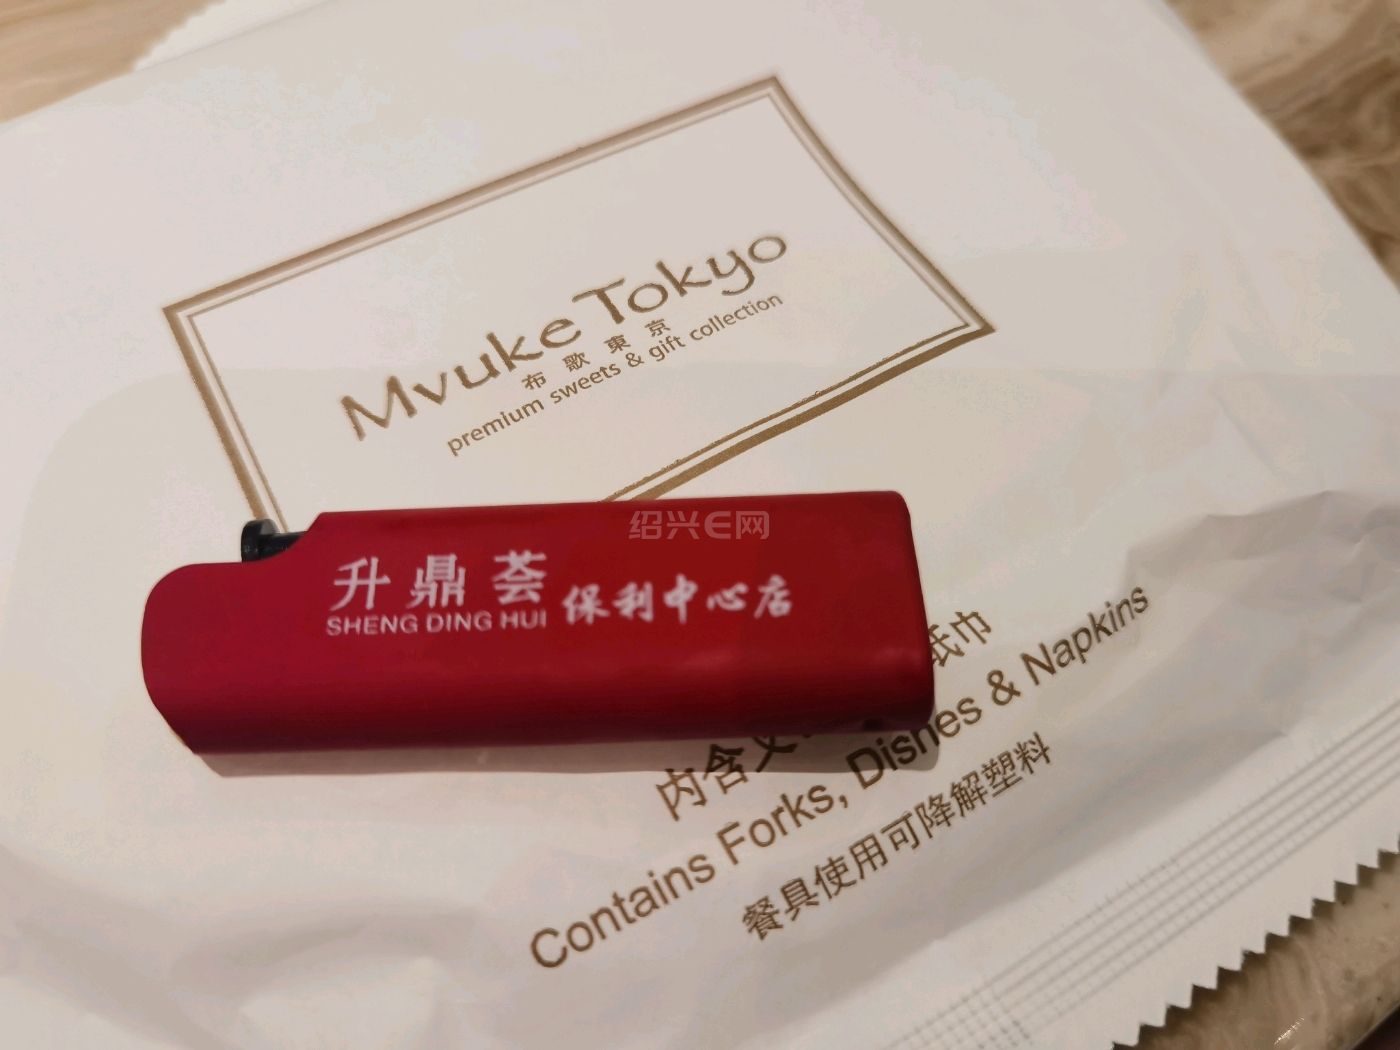 Mvuke Tokyo
布歌東京
premium sweets & gift collection
绍兴E网
升鼎荟 保利中心店
SHENG DING HUI
纸巾
内含
Contains Forks, Dishes & Napkins
餐具使用可降解塑料